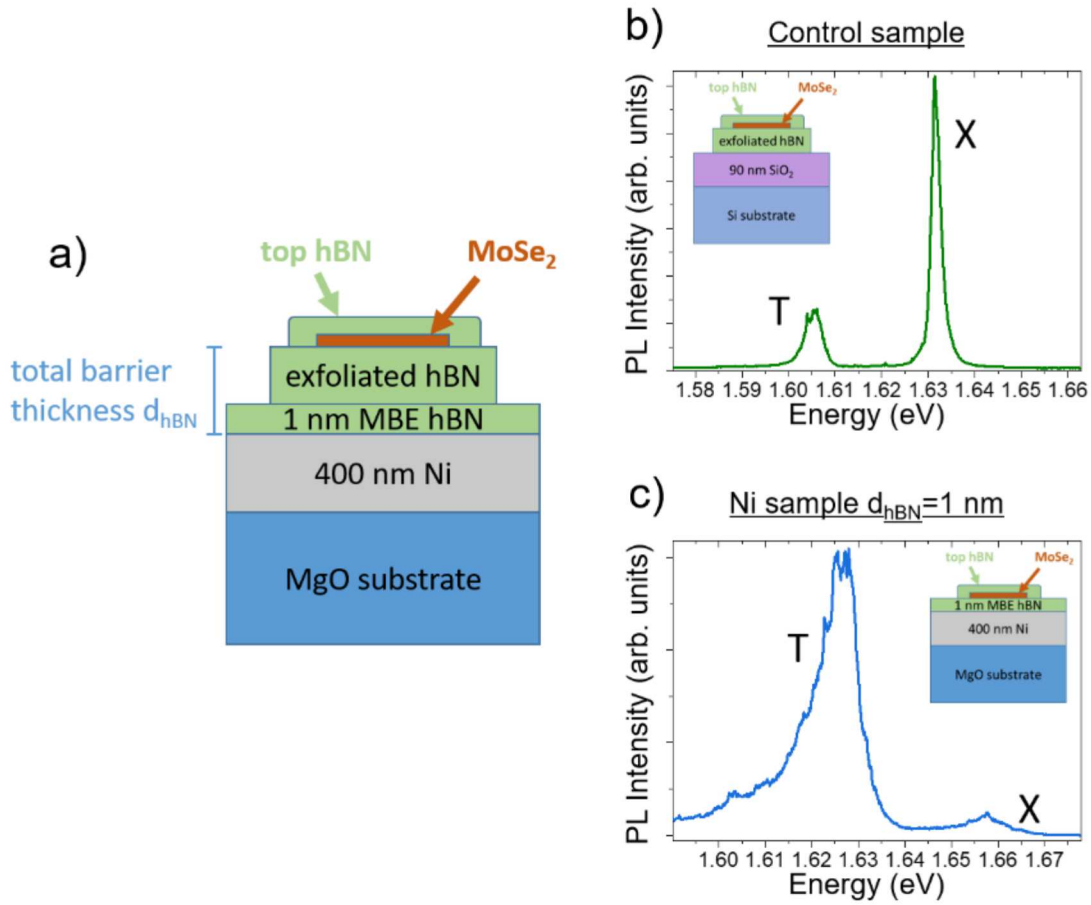 a)
top hBN
MoSe₂
total barrier
thickness d_hBN
exfoliated hBN
1 nm MBE hBN
400 nm Ni
MgO substrate
b)
Control sample
PL Intensity (arb. units)
top hBN
MoSe₂
exfoliated hBN
90 nm SiO₂
Si substrate
T
X
1.58 1.59 1.60 1.61 1.62 1.63 1.64 1.65 1.66
Energy (eV)
c)
Ni sample d_hBN=1 nm
PL Intensity (arb. units)
top hBN
MoSe₂
1 nm MBE hBN
400 nm Ni
MgO substrate
T
X
1.60 1.61 1.62 1.63 1.64 1.65 1.66 1.67
Energy (eV)